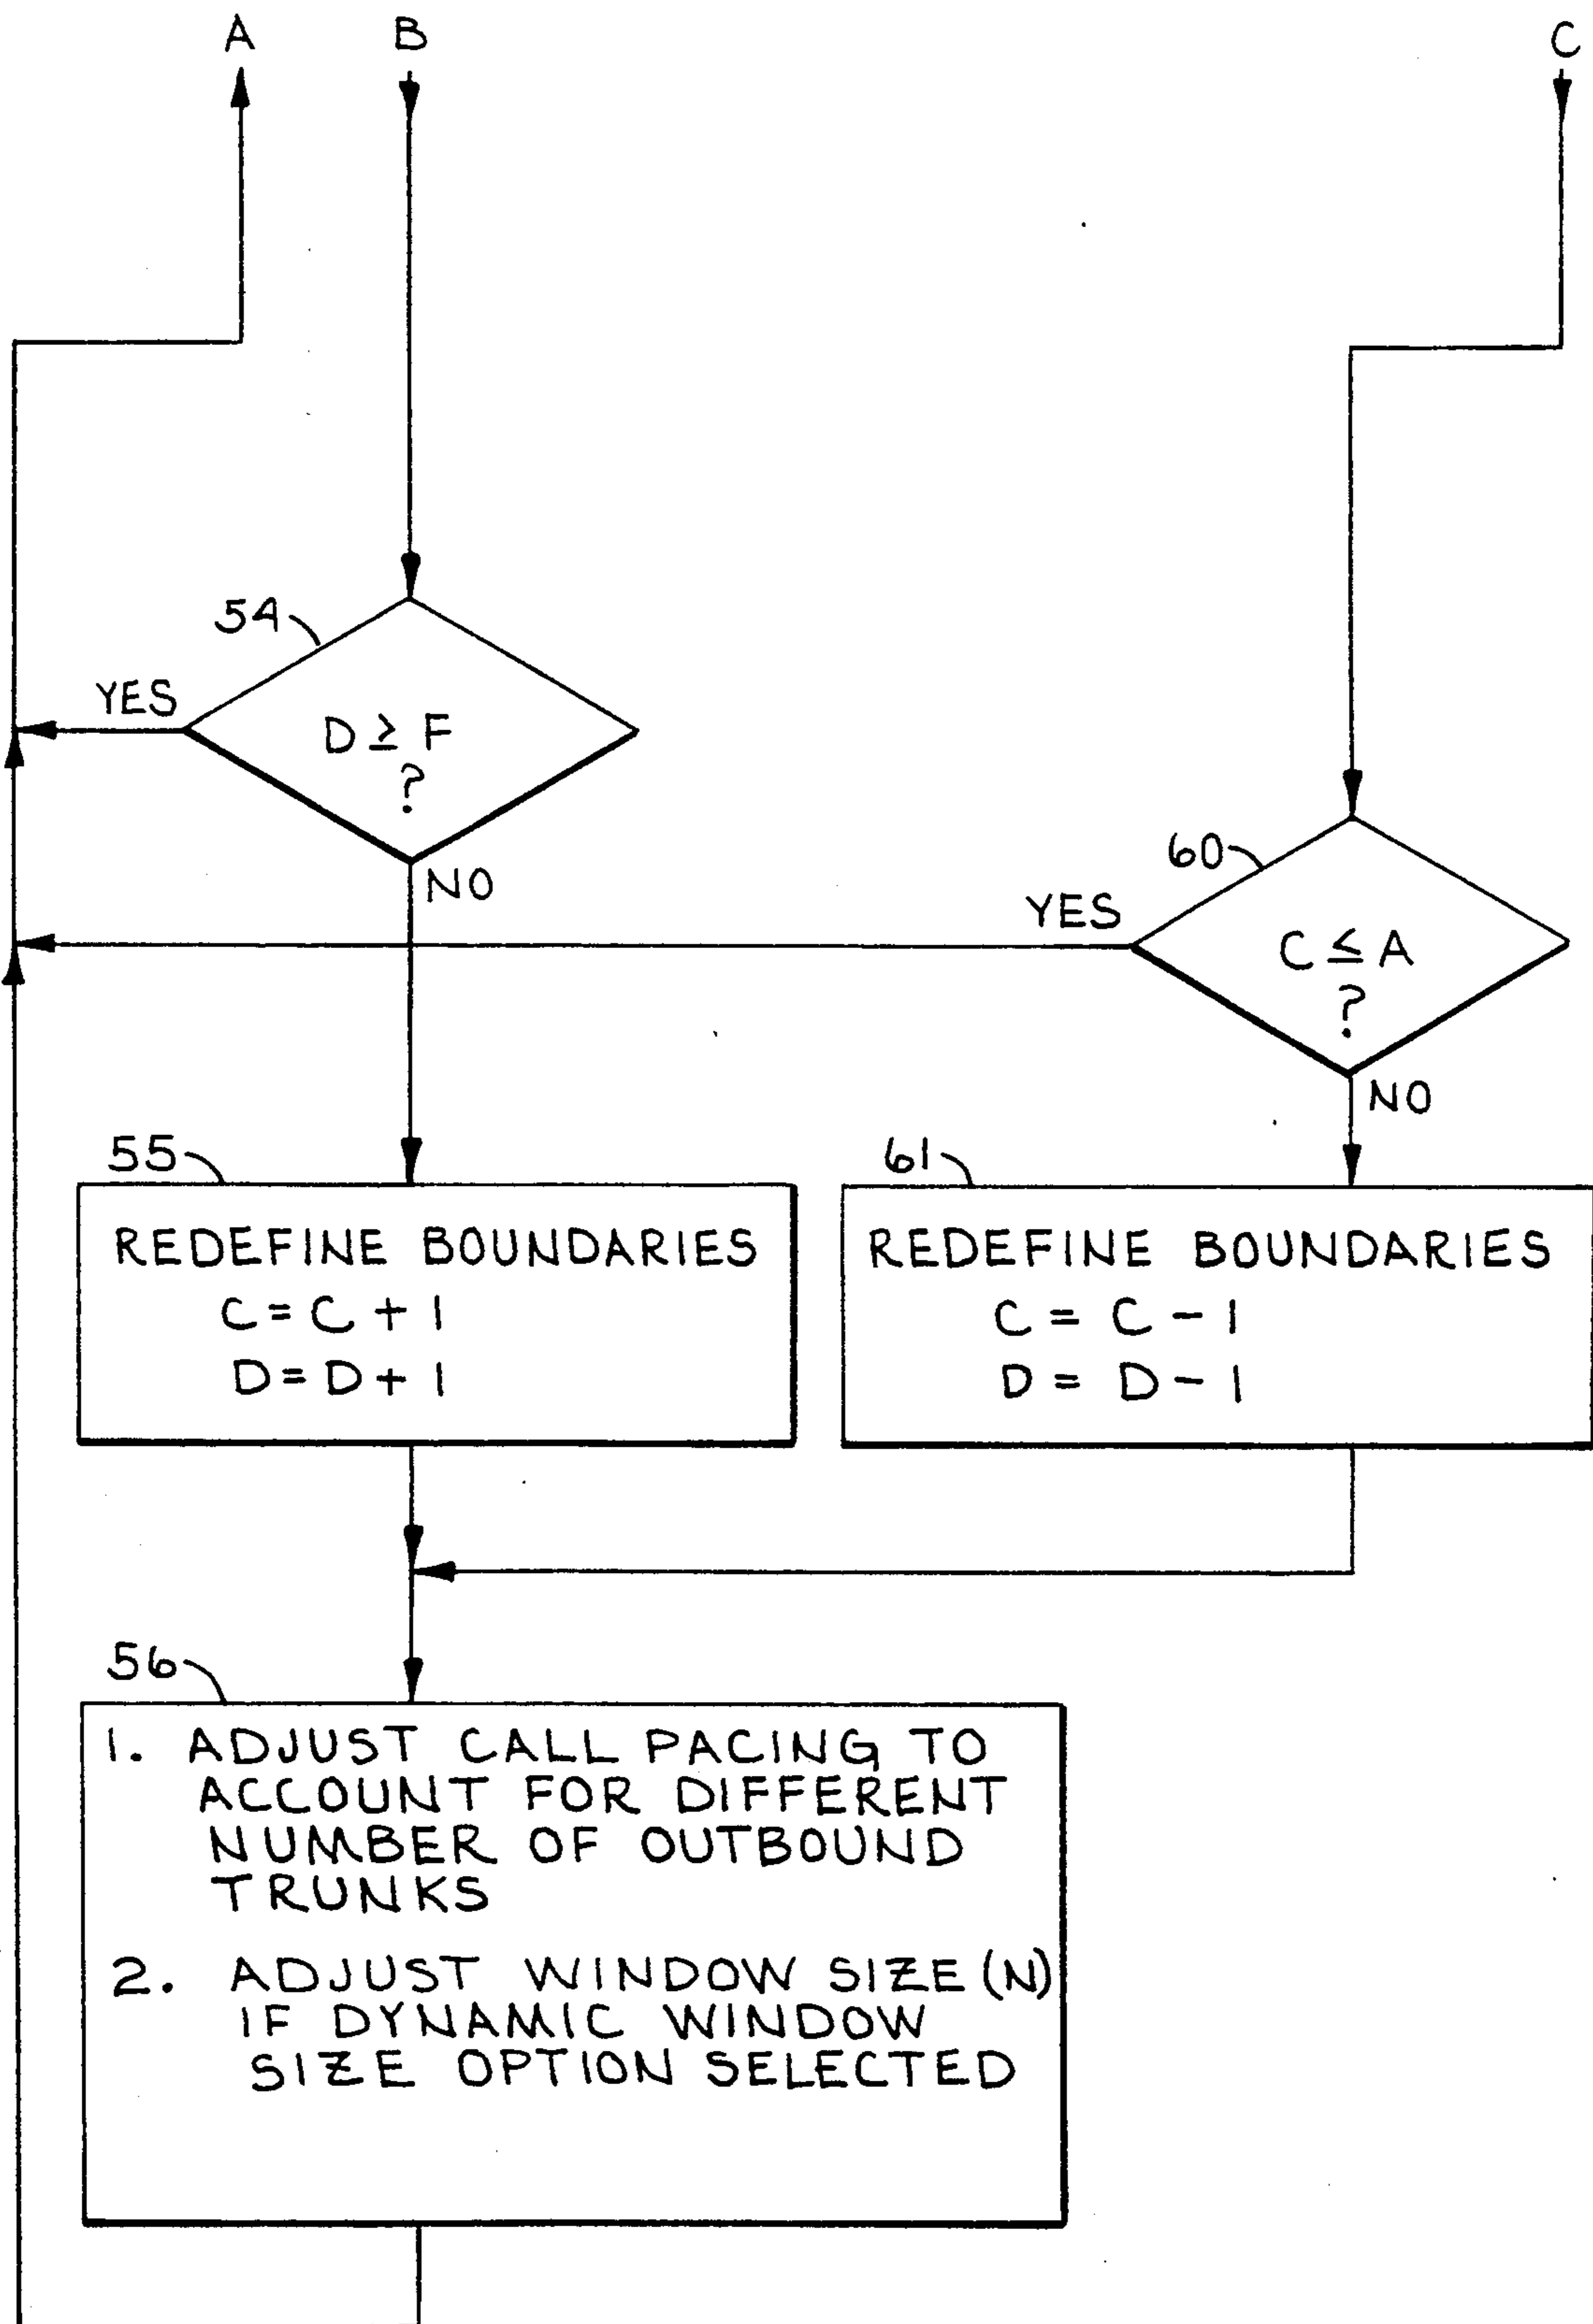 A B C
54
YES
D ≥ F
?
NO
60
YES
C ≤ A
?
NO
55
REDEFINE BOUNDARIES
C = C + 1
D = D + 1
61
REDEFINE BOUNDARIES
C = C - 1
D = D - 1
56
1. ADJUST CALL PACING TO
ACCOUNT FOR DIFFERENT
NUMBER OF OUTBOUND
TRUNKS
2. ADJUST WINDOW SIZE (N)
IF DYNAMIC WINDOW
SIZE OPTION SELECTED